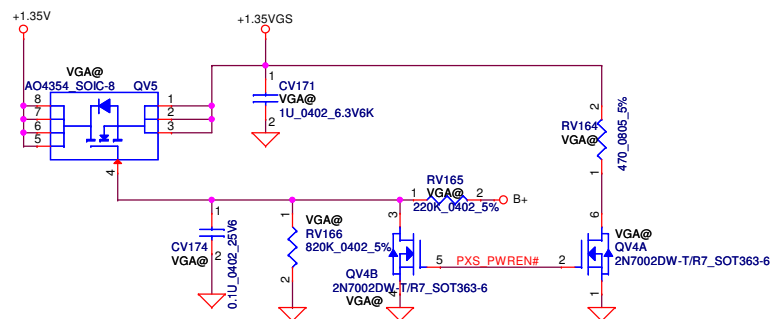 +1.35V
+1.35VGS
VGA@
AO4354_SOIC-8 QV5
8
7
6
5
1
2
3
4
1
CV171
VGA@
1U_0402_6.3V6K
2
2
RV164
VGA@
470_0805_5%
1
RV165
1 VGA@ 2 B+
220K_0402_5%
1
CV174
VGA@
2
0.1U_0402_25V6
1
VGA@
RV166
820K_0402_5%
2
3
5 PXS_PWREN# 2
QV4B
2N7002DW-T/R7_SOT363-6
VGA@
4
6
VGA@
QV4A
2N7002DW-T/R7_SOT363-6
1